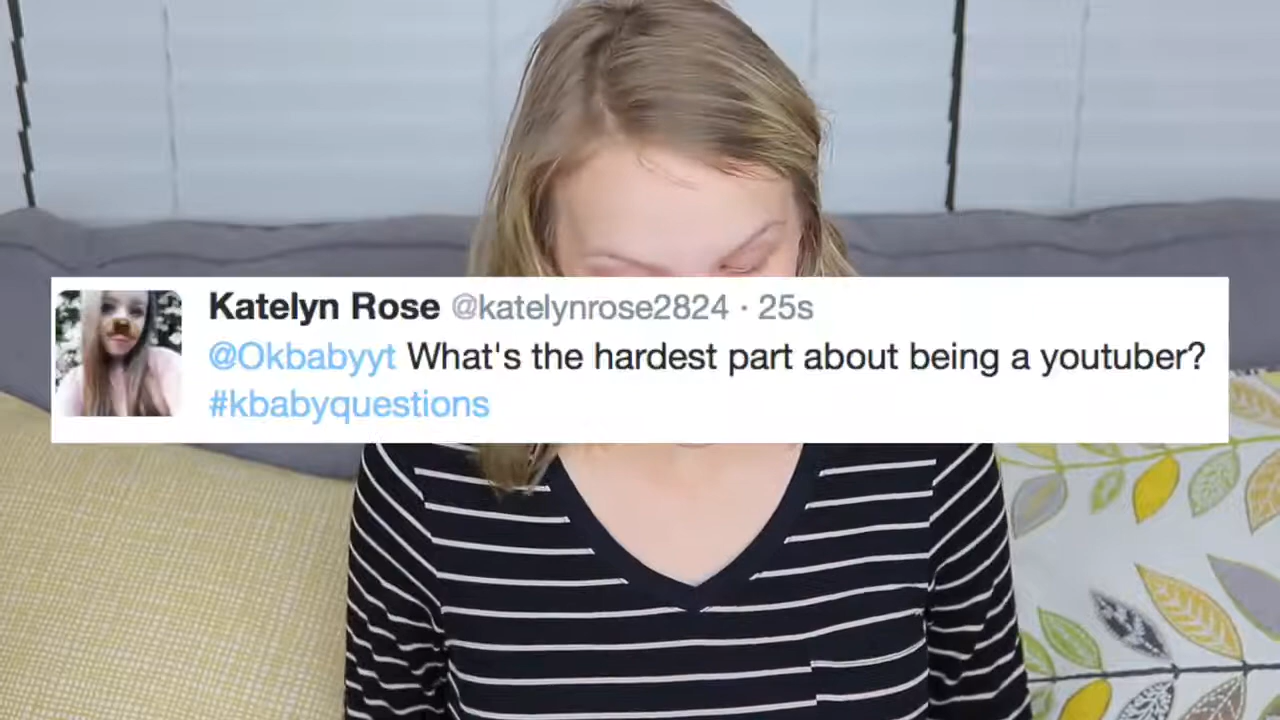 Katelyn Rose @katelynrose2824 · 25s
@Okbabyyt What's the hardest part about being a youtuber?
#kbabyquestions